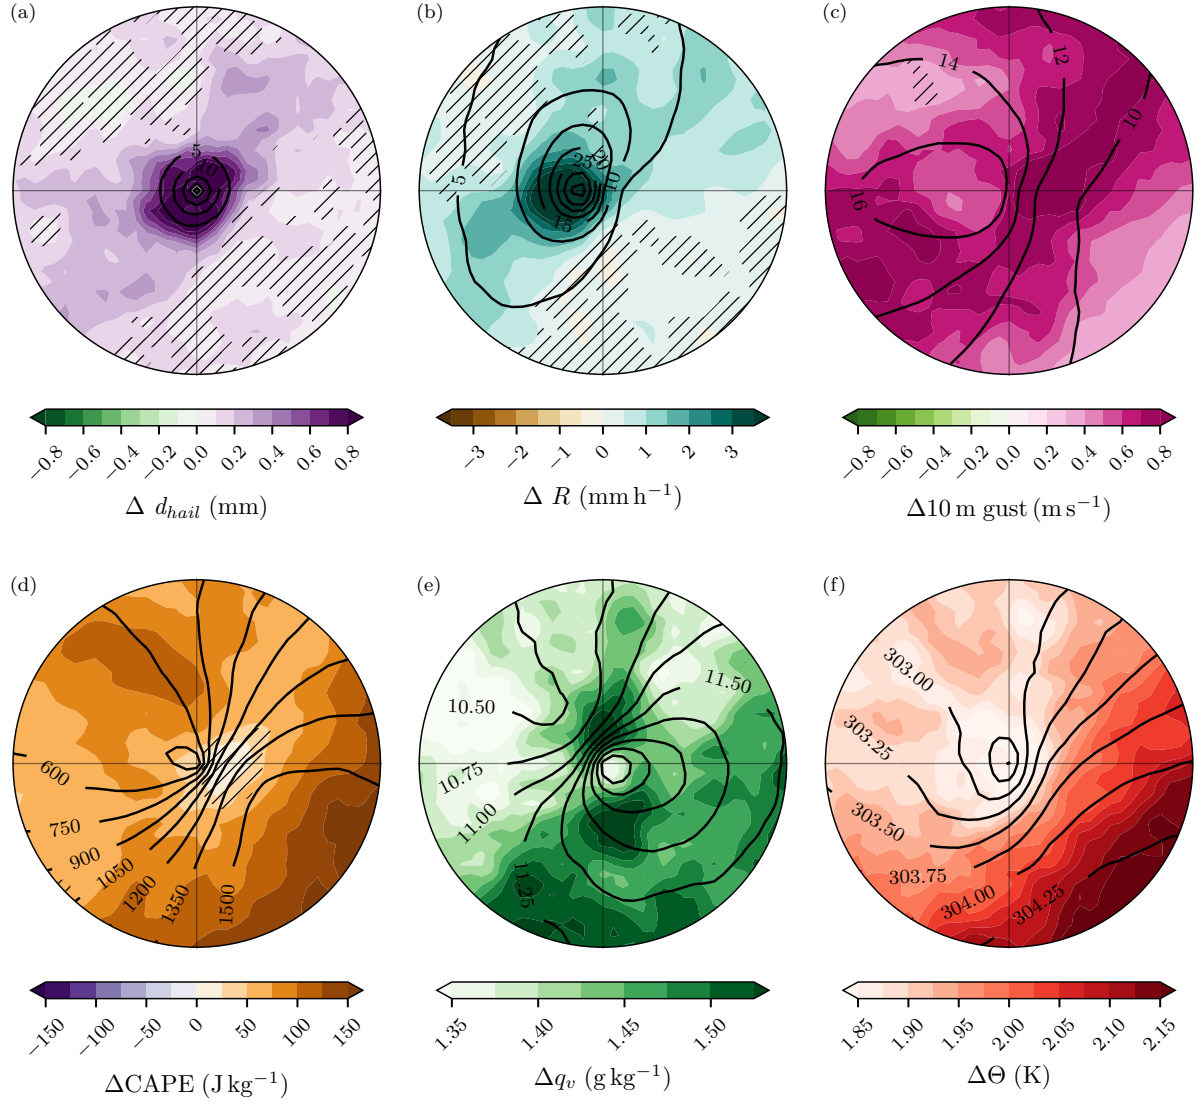 (a)
(b)
(c)
5
5
25
20
10
15
14
12
10
16
−0.8 −0.6 −0.4 −0.2 0.0 0.2 0.4 0.6 0.8
−3 −2 −1 0 1 2 3
−0.8 −0.6 −0.4 −0.2 0.0 0.2 0.4 0.6 0.8
Δ d_hail (mm)
Δ R (mm h⁻¹)
Δ10 m gust (m s⁻¹)
(d)
(e)
(f)
600
750
900
1050
1200
1350
1500
10.50
10.75
11.00
11.25
11.50
303.00
303.25
303.50
303.75
304.00
304.25
−150 −100 −50 0 50 100 150
1.35 1.40 1.45 1.50
1.85 1.90 1.95 2.00 2.05 2.10 2.15
ΔCAPE (J kg⁻¹)
Δq_v (g kg⁻¹)
ΔΘ (K)